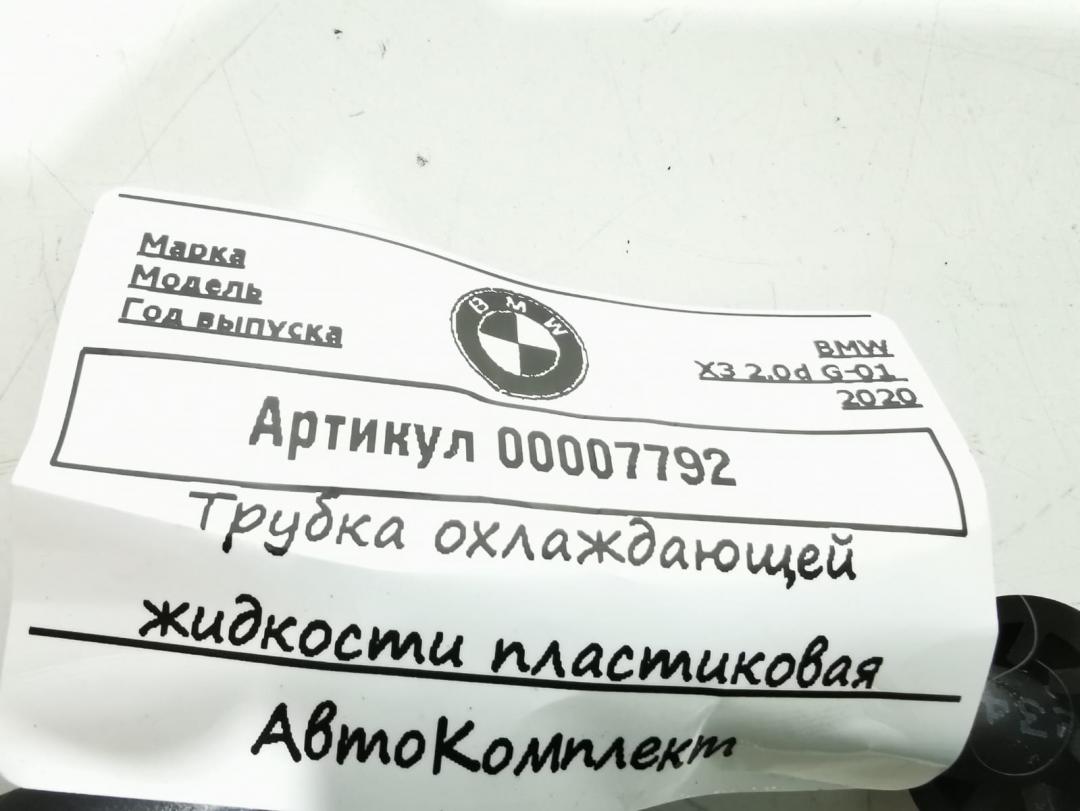 Марка
Модель
Год выпуска
BMW
BMW
X3 2.0d G-01
2020
Артикул 00007792
Трубка охлаждающей
жидкости пластиковая
АвтоКомплект